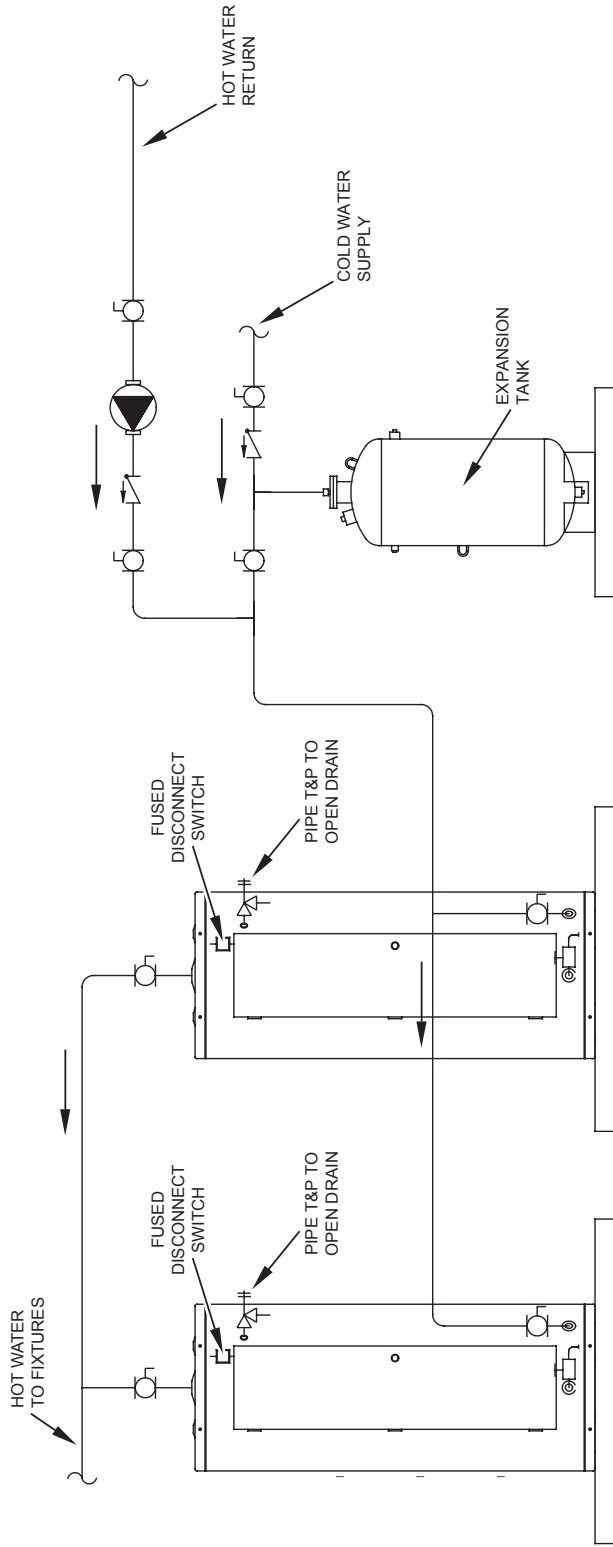 HOT WATER
TO FIXTURES
FUSED
DISCONNECT
SWITCH
PIPE T&P TO
OPEN DRAIN
FUSED
DISCONNECT
SWITCH
PIPE T&P TO
OPEN DRAIN
EXPANSION
TANK
COLD WATER
SUPPLY
HOT WATER
RETURN